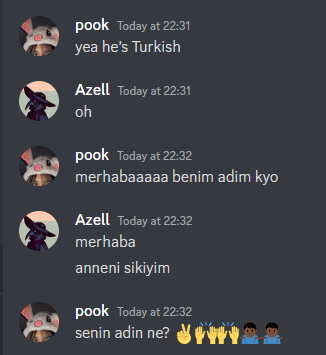 pook Today at 22:31
yea he's Turkish
Azell Today at 22:31
oh
pook Today at 22:32
merhabaaaaa benim adim kyo
Azell Today at 22:32
merhaba
anneni sikiyim
pook Today at 22:32
senin adin ne? ✌🏼🙌🙌🙌🤷🏿‍♂️🤷🏿‍♂️